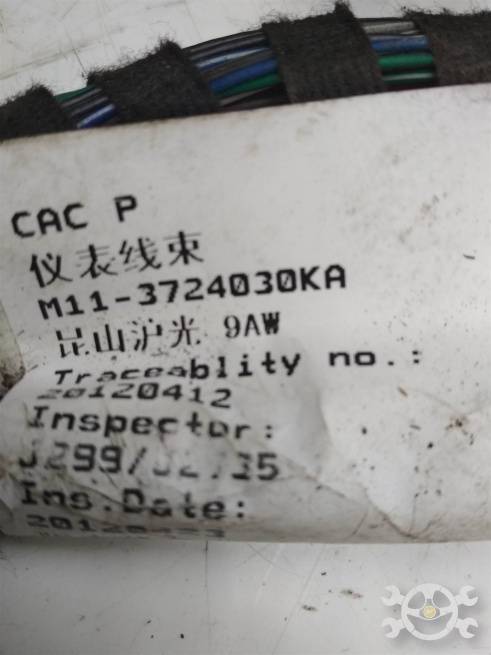 CAC P
仪表线束
M11-3724030KA
昆山沪光 9AW
Traceablity no.:
20120412
Inspector:
Ins.Date: